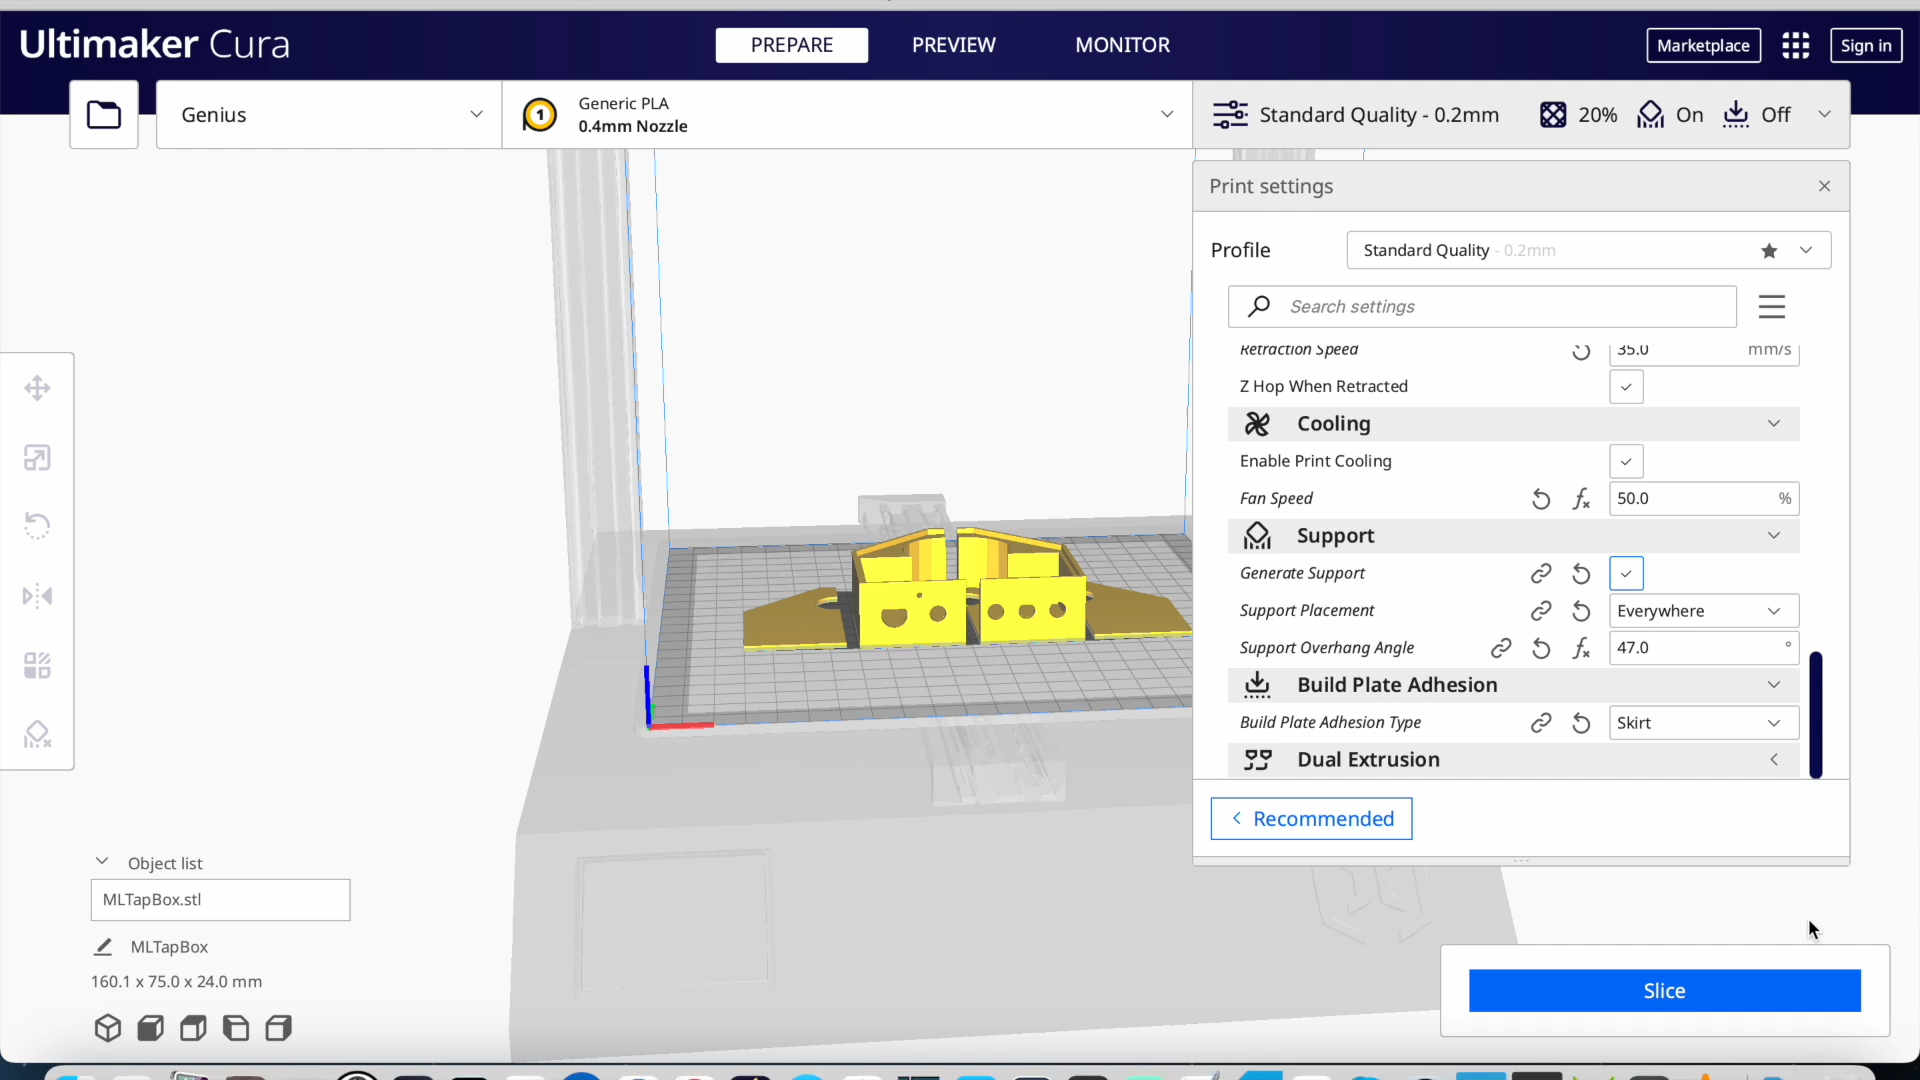 Ultimaker Cura
PREPARE
PREVIEW
MONITOR
Marketplace
Sign in
Genius
1
Generic PLA
0.4mm Nozzle
Standard Quality - 0.2mm
20%
On
Off
Print settings
Profile
Standard Quality - 0.2mm
Search settings
Retraction Speed
35.0 mm/s
Z Hop When Retracted
Cooling
Enable Print Cooling
Fan Speed
50.0 %
Support
Generate Support
Support Placement
Everywhere
Support Overhang Angle
47.0 °
Build Plate Adhesion
Build Plate Adhesion Type
Skirt
Dual Extrusion
Recommended
Object list
MLTapBox.stl
MLTapBox
160.1 x 75.0 x 24.0 mm
Slice